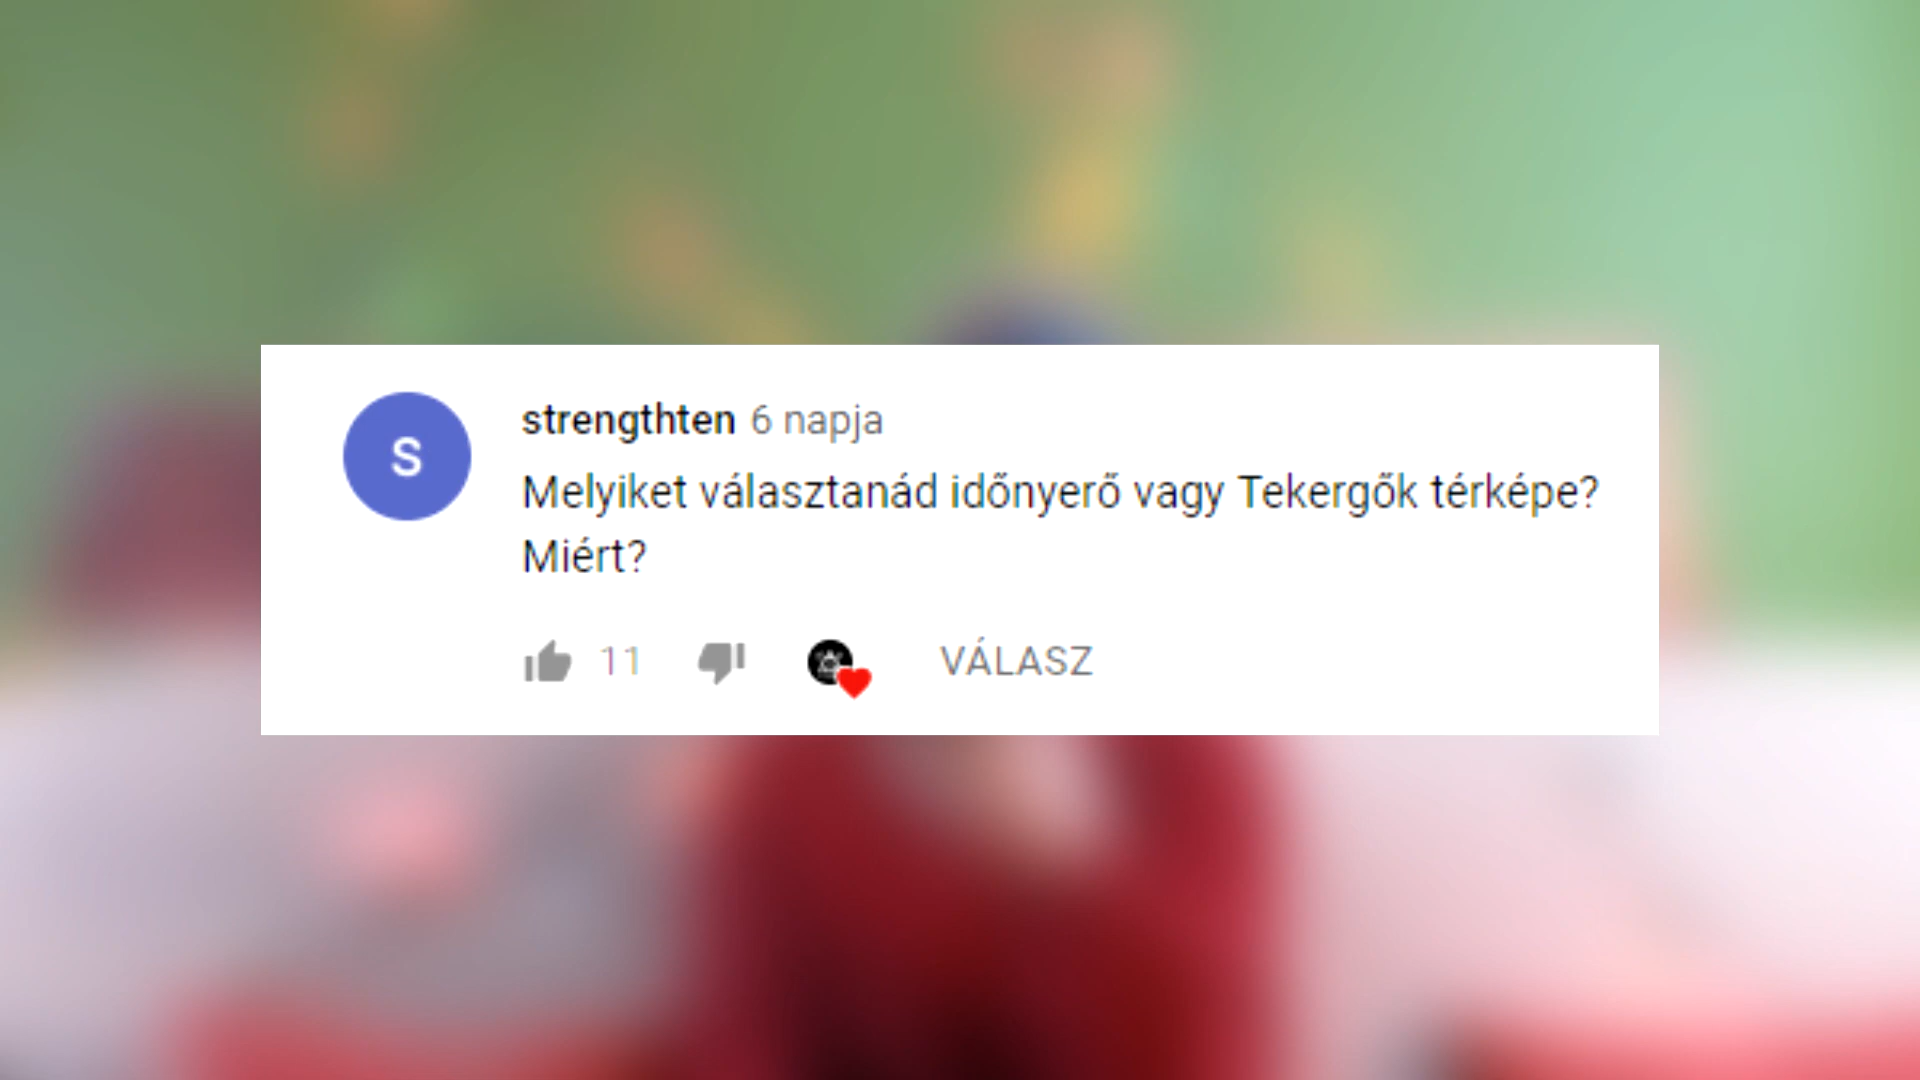 S
strengthten 6 napja
Melyiket választanád időnyerő vagy Tekergők térképe?
Miért?
11 VÁLASZ